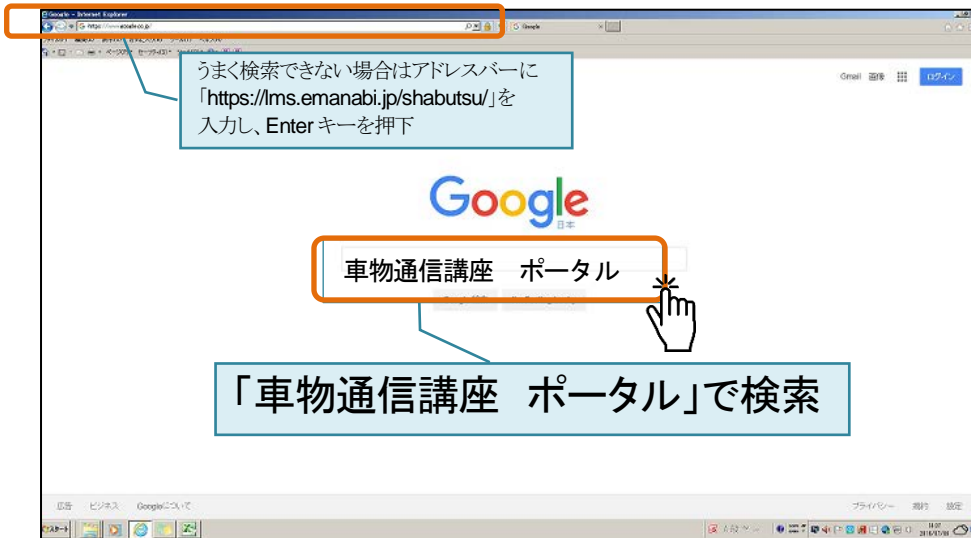 Google - Internet Explorer
Google
うまく検索できない場合はアドレスバーに
「https://lms.emanabi.jp/shabutsu/」を
入力し、Enterキーを押下
Gmail 画像
ログイン
Google
日本
車物通信講座 ポータル
「車物通信講座 ポータル」で検索
広告 ビジネス Googleについて
プライバシー 規約 設定